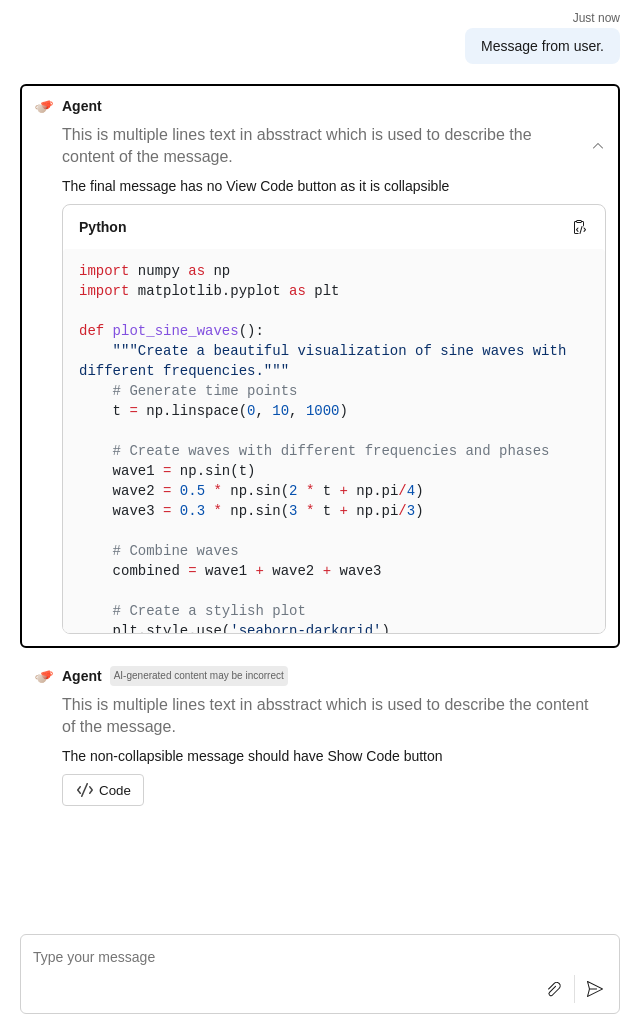 Just now
Message from user.
Agent
This is multiple lines text in absstract which is used to describe the
content of the message.
The final message has no View Code button as it is collapsible
Python
import numpy as np
import matplotlib.pyplot as plt
def plot_sine_waves():
    """Create a beautiful visualization of sine waves with
different frequencies."""
    # Generate time points
    t = np.linspace(0, 10, 1000)
    # Create waves with different frequencies and phases
    wave1 = np.sin(t)
    wave2 = 0.5 * np.sin(2 * t + np.pi/4)
    wave3 = 0.3 * np.sin(3 * t + np.pi/3)
    # Combine waves
    combined = wave1 + wave2 + wave3
    # Create a stylish plot
    plt.style.use('seaborn-darkgrid')
Agent AI-generated content may be incorrect
This is multiple lines text in absstract which is used to describe the content
of the message.
The non-collapsible message should have Show Code button
Code
Type your message